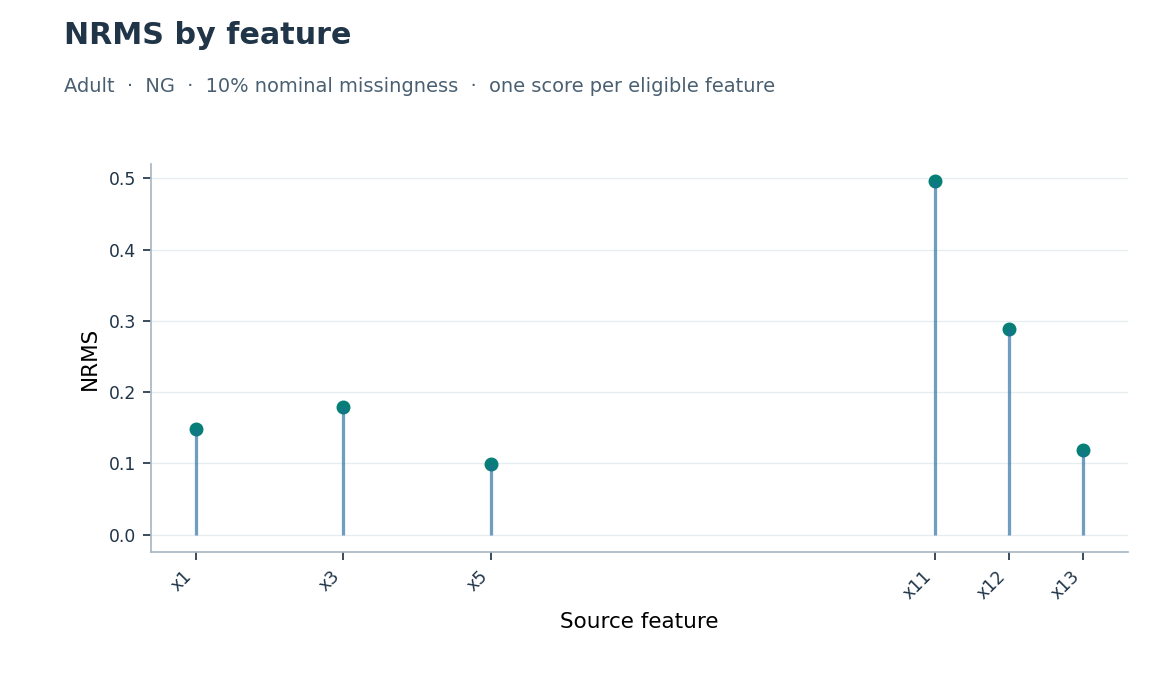 NRMS by feature
Adult · NG · 10% nominal missingness · one score per eligible feature
0.5
0.4
0.3
0.2
0.1
0.0
NRMS
x1
x3
x5
x11
x12
x13
Source feature